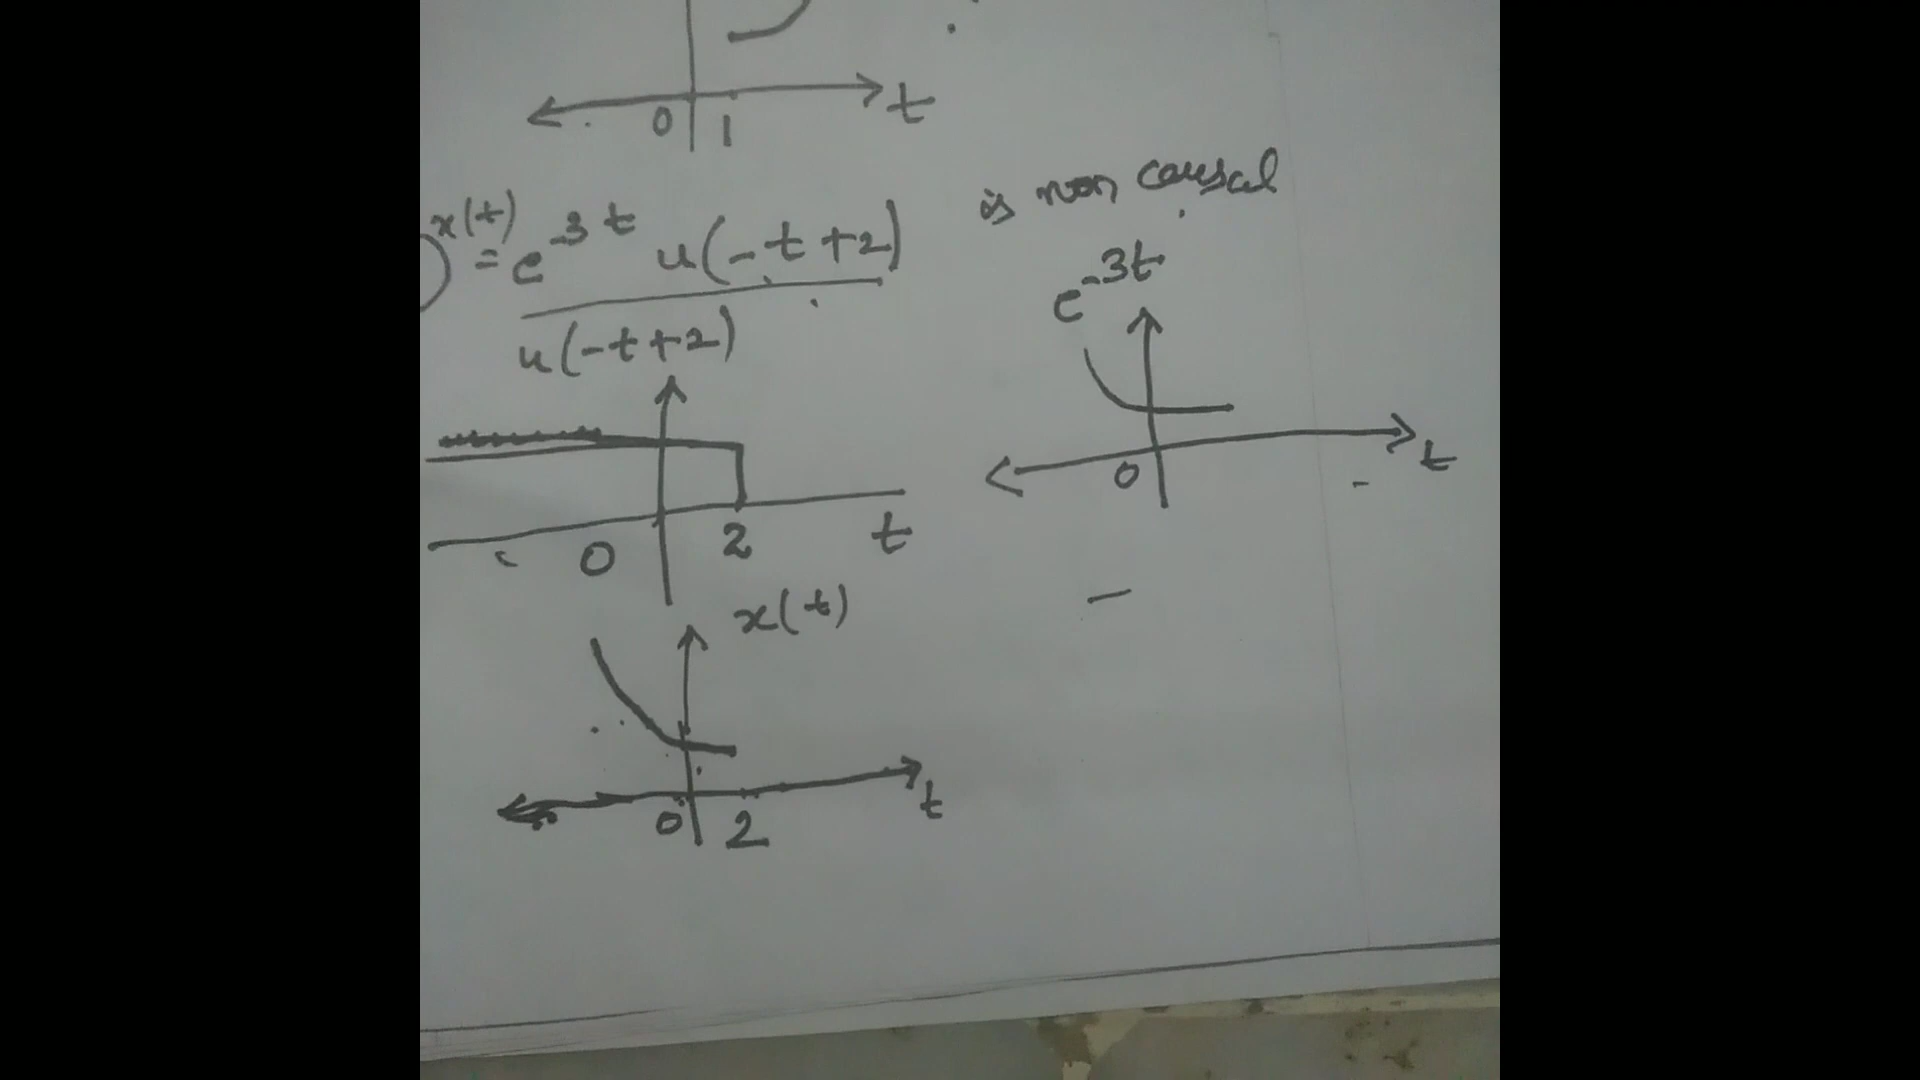 0 1 t
x(t) = e^-3t u(-t+2) is non causal
u(-t+2)
e^-3t
0 t
0 2 t
x(t)
0 2 t